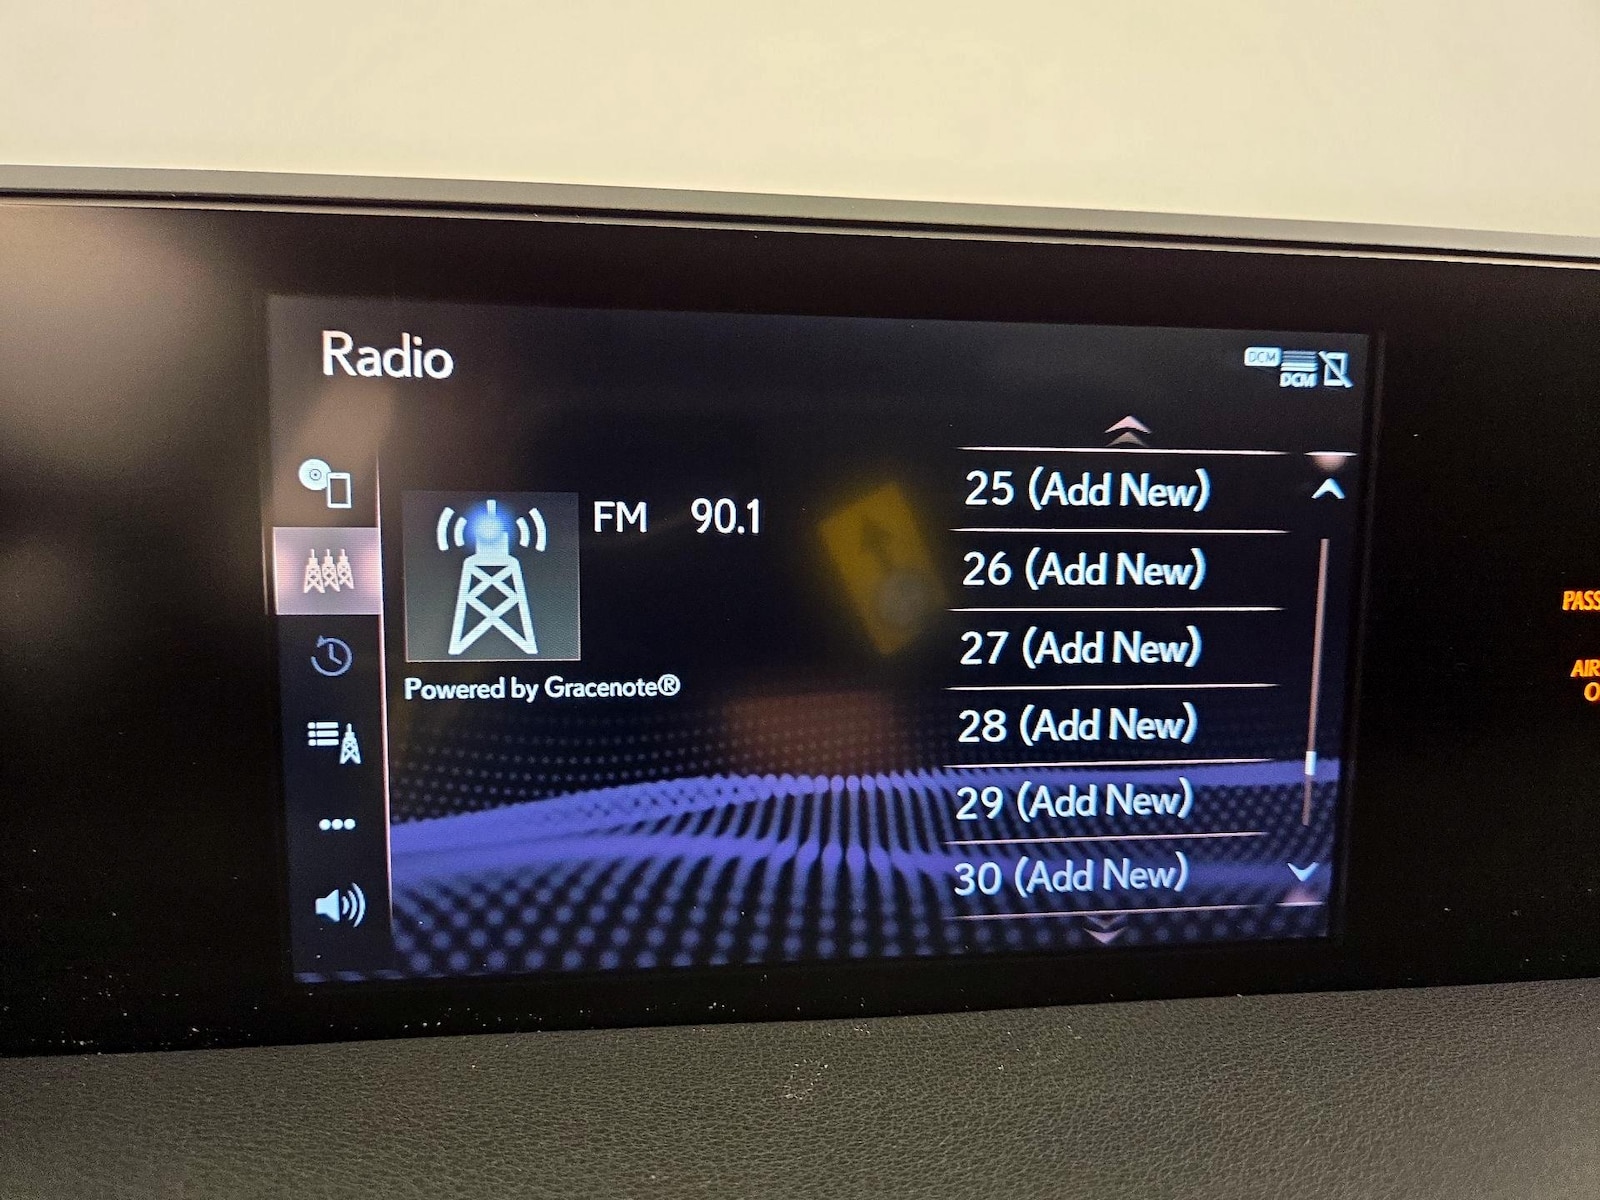 Radio
DCM
DCM
FM 90.1
Powered by Gracenote®
25 (Add New)
26 (Add New)
27 (Add New)
28 (Add New)
29 (Add New)
30 (Add New)
PASS
AIR
O